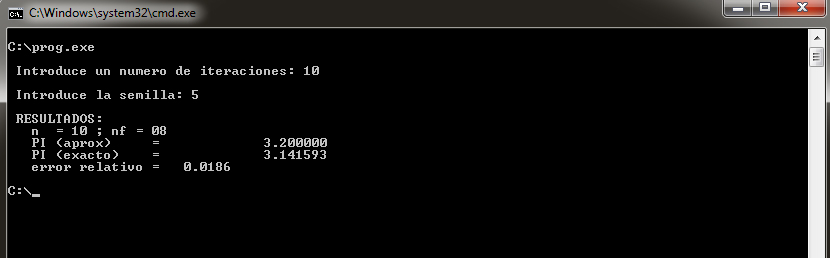 C:\Windows\system32\cmd.exe
C:\prog.exe
Introduce un numero de iteraciones: 10
Introduce la semilla: 5
RESULTADOS:
n = 10 ; nf = 08
PI (aprox) = 3.200000
PI (exacto) = 3.141593
error relativo = 0.0186
C:\_